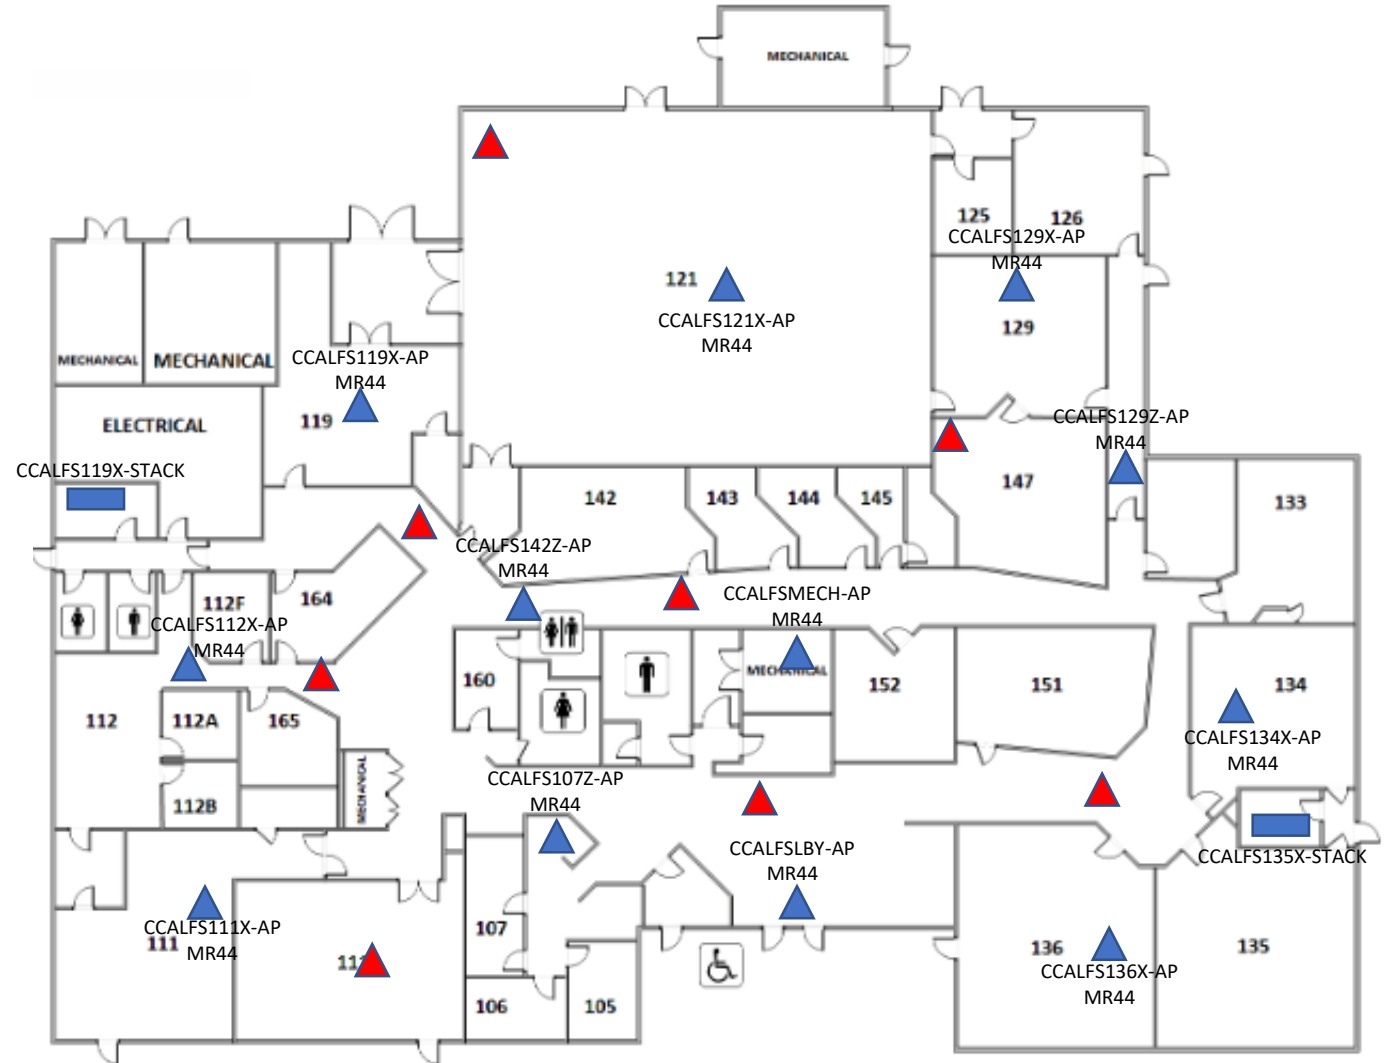 MECHANICAL
125
126
CCALFS129X-AP
MR44
121
129
CCALFS121X-AP
MR44
MECHANICAL
MECHANICAL
CCALFS119X-AP
MR44
119
ELECTRICAL
CCALFS129Z-AP
MR44
CCALFS119X-STACK
142
143
144
145
147
133
CCALFS142Z-AP
MR44
CCALFSMECH-AP
MR44
112F
164
CCALFS112X-AP
MR44
MECHANICAL
160
152
151
134
112
112A
165
CCALFS134X-AP
MR44
112B
MECHANICAL
CCALFS107Z-AP
MR44
CCALFSLBY-AP
MR44
CCALFS135X-STACK
CCALFS111X-AP
MR44
111
107
136
135
CCALFS136X-AP
MR44
106
105